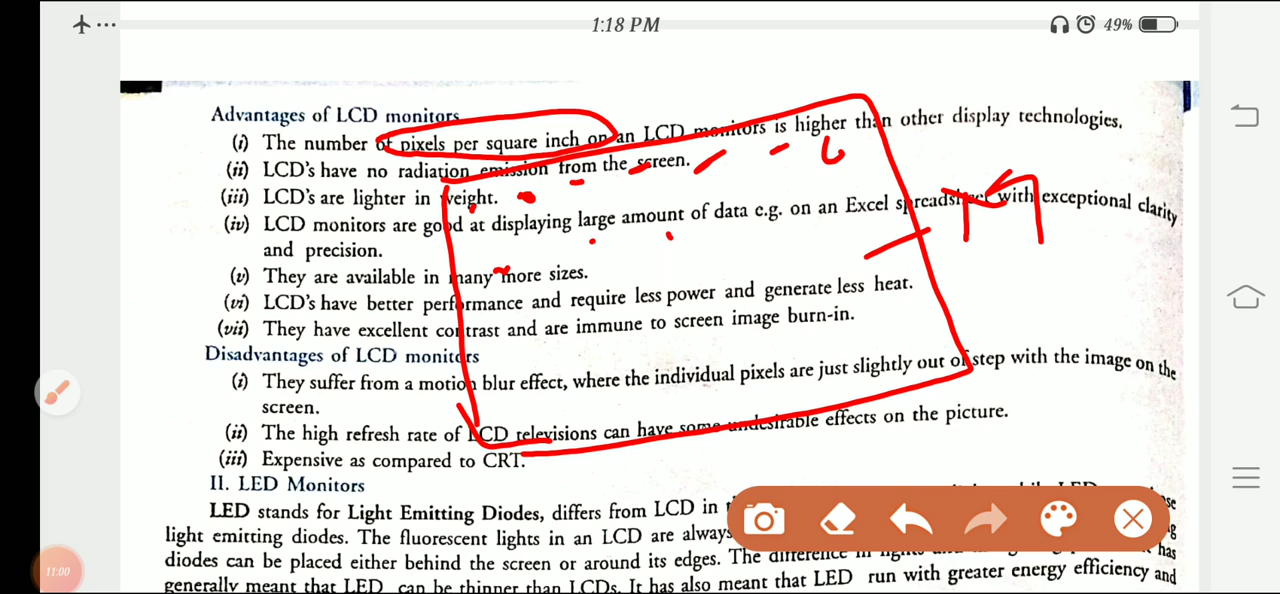 1:18 PM
49%
Advantages of LCD monitors
(i) The number of pixels per square inch on an LCD monitors is higher than other display technologies.
(ii) LCD's have no radiation emission from the screen.
(iii) LCD's are lighter in weight.
(iv) LCD monitors are good at displaying large amount of data e.g. on an Excel spreadsheet with exceptional clarity
and precision.
(v) They are available in many more sizes.
(vi) LCD's have better performance and require less power and generate less heat.
(vii) They have excellent contrast and are immune to screen image burn-in.
Disadvantages of LCD monitors
(i) They suffer from a motion blur effect, where the individual pixels are just slightly out of step with the image on the
screen.
(ii) The high refresh rate of LCD televisions can have some undesirable effects on the picture.
(iii) Expensive as compared to CRT.
II. LED Monitors
LED stands for Light Emitting Diodes, differs from LCD in
light emitting diodes. The fluorescent lights in an LCD are always
diodes can be placed either behind the screen or around its edges. The difference in has
generally meant that LED can be thinner than LCDs. It has also meant that LED run with greater energy efficiency and
11:00